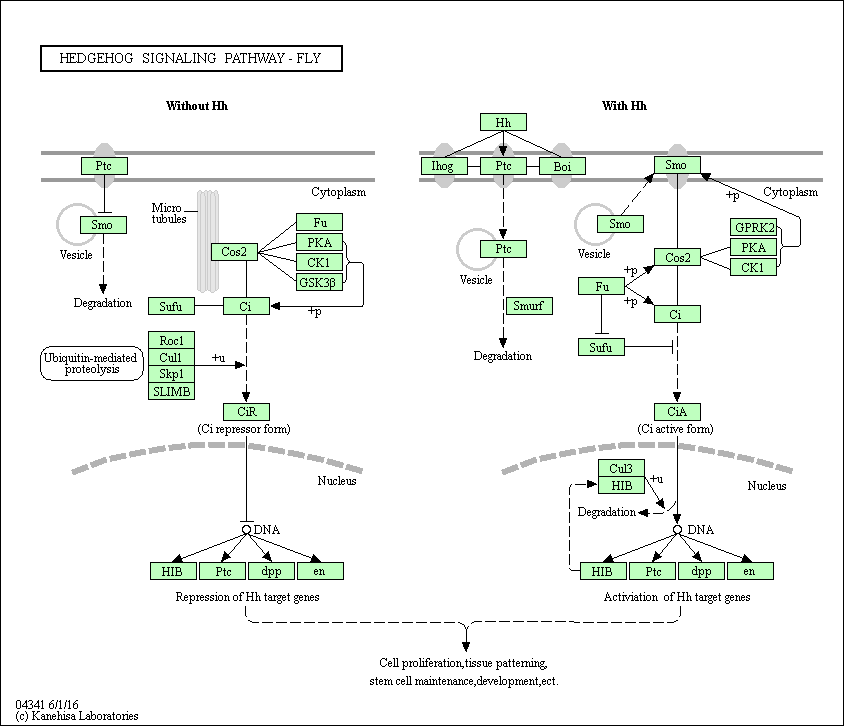 HEDGEHOG SIGNALING PATHWAY - FLY
Without Hh
With Hh
Hh
Ptc
Ihog
Ptc
Boi
Smo
Cytoplasm
Cytoplasm
+p
Micro
tubules
Smo
Vesicle
Degradation
Cos2
Fu
PKA
CK1
GSK3β
Sufu
Ci
+p
Roc1
Cul1
Skp1
SLIMB
+u
Ubiquitin-mediated
proteolysis
CiR
(Ci repressor form)
Nucleus
DNA
HIB
Ptc
dpp
en
Repression of Hh target genes
Ptc
Vesicle
Smurf
Degradation
Smo
Vesicle
Cos2
GPRK2
PKA
CK1
Fu
+p
+p
Ci
Sufu
CiA
(Ci active form)
Nucleus
Cul3
HIB
+u
Degradation
DNA
HIB
Ptc
dpp
en
Activiation of Hh target genes
Cell proliferation,tissue patterning,
stem cell maintenance,development,ect.
04341 6/1/16
(c) Kanehisa Laboratories